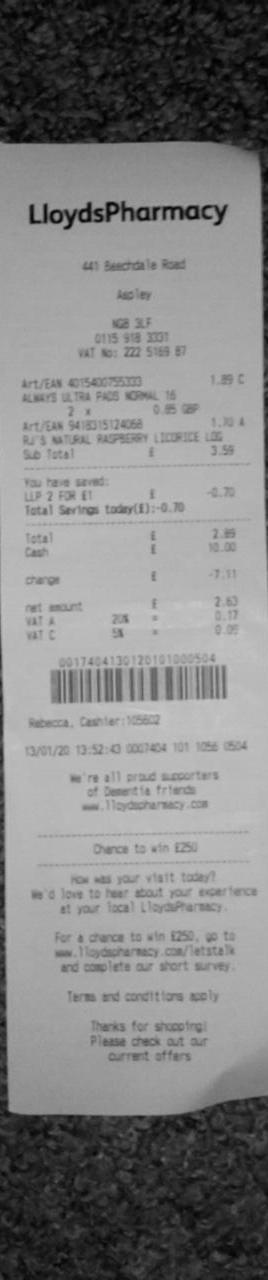 LloydsPharmacy
441 Beechdale Road
Aspley
NG8 3LF
0115 918 3331
VAT No: 222 5169 87
Art/EAN 4015400755333 1.89 C
ALWAYS ULTRA PADS NORMAL 16
2 x 0.85 GBP
Art/EAN 9418315124068 1.70 A
RJ'S NATURAL RASPBERRY LICORICE LOG
Sub Total £ 3.59
You have saved:
LLP 2 FOR £1 £ -0.70
Total Savings today(£):-0.70
Total £ 2.89
Cash £ 10.00
change £ -7.11
net amount £ 2.63
VAT A 20% = 0.17
VAT C 5% = 0.09
0017404130120101000504
Rebecca, Cashier:105602
13/01/20 13:52:43 0007404 101 1056 0504
We're all proud supporters
of Dementia friends
www.lloydspharmacy.com
Chance to win £250
How was your visit today?
We'd love to hear about your experience
at your local LloydsPharmacy.
For a chance to win £250, go to
www.lloydspharmacy.com/letstalk
and complete our short survey.
Terms and conditions apply
Thanks for shopping!
Please check out our
current offers